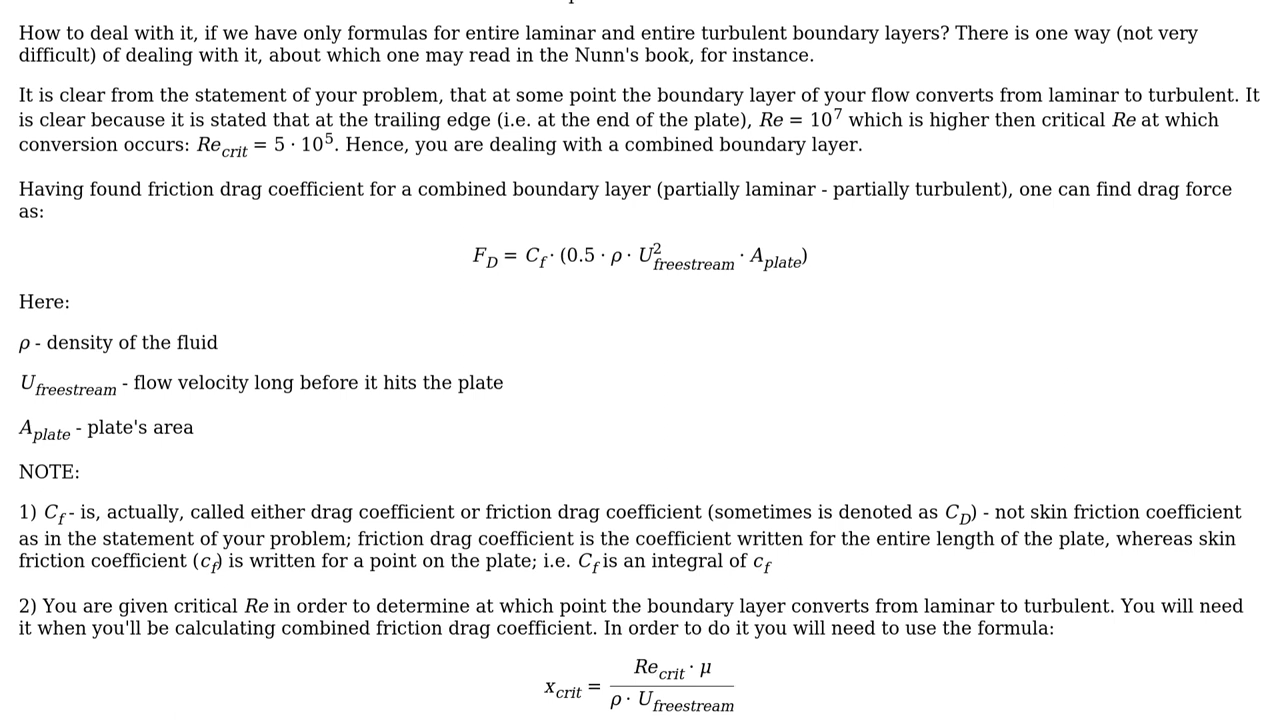 How to deal with it, if we have only formulas for entire laminar and entire turbulent boundary layers? There is one way (not very
difficult) of dealing with it, about which one may read in the Nunn's book, for instance.
It is clear from the statement of your problem, that at some point the boundary layer of your flow converts from laminar to turbulent. It
is clear because it is stated that at the trailing edge (i.e. at the end of the plate), Re = 10^7 which is higher then critical Re at which
conversion occurs: Re_crit = 5 · 10^5. Hence, you are dealing with a combined boundary layer.
Having found friction drag coefficient for a combined boundary layer (partially laminar - partially turbulent), one can find drag force
as:
F_D = C_f · (0.5 · ρ · U^2_freestream · A_plate)
Here:
ρ - density of the fluid
U_freestream - flow velocity long before it hits the plate
A_plate - plate's area
NOTE:
1) C_f - is, actually, called either drag coefficient or friction drag coefficient (sometimes is denoted as C_D) - not skin friction coefficient
as in the statement of your problem; friction drag coefficient is the coefficient written for the entire length of the plate, whereas skin
friction coefficient (c_f) is written for a point on the plate; i.e. C_f is an integral of c_f
2) You are given critical Re in order to determine at which point the boundary layer converts from laminar to turbulent. You will need
it when you'll be calculating combined friction drag coefficient. In order to do it you will need to use the formula:
x_crit = (Re_crit · μ) / (ρ · U_freestream)